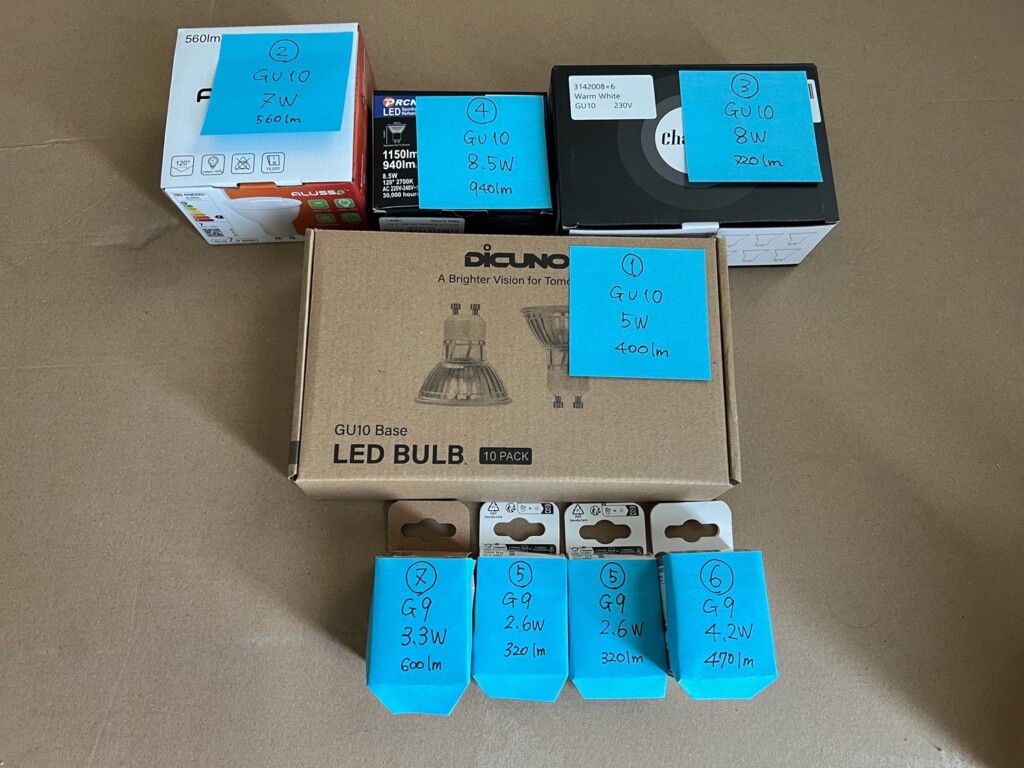 560lm
②
GU10
7W
560lm
120°
ALUSSO
④
GU10
8.5W
940lm
LED
1150lm
940lm
8.5W
120° 2700K
AC 220V-240V~
30,000 hours
3142008×6
Warm White
GU10 230V
③
GU10
8W
720lm
cha
DiCUNO
A Brighter Vision for Tomo
①
GU10
5W
400lm
GU10 Base
LED BULB
10 PACK
⑦
G9
3.3W
600lm
⑤
G9
2.6W
320lm
⑤
G9
2.6W
320lm
⑥
G9
4.2W
470lm